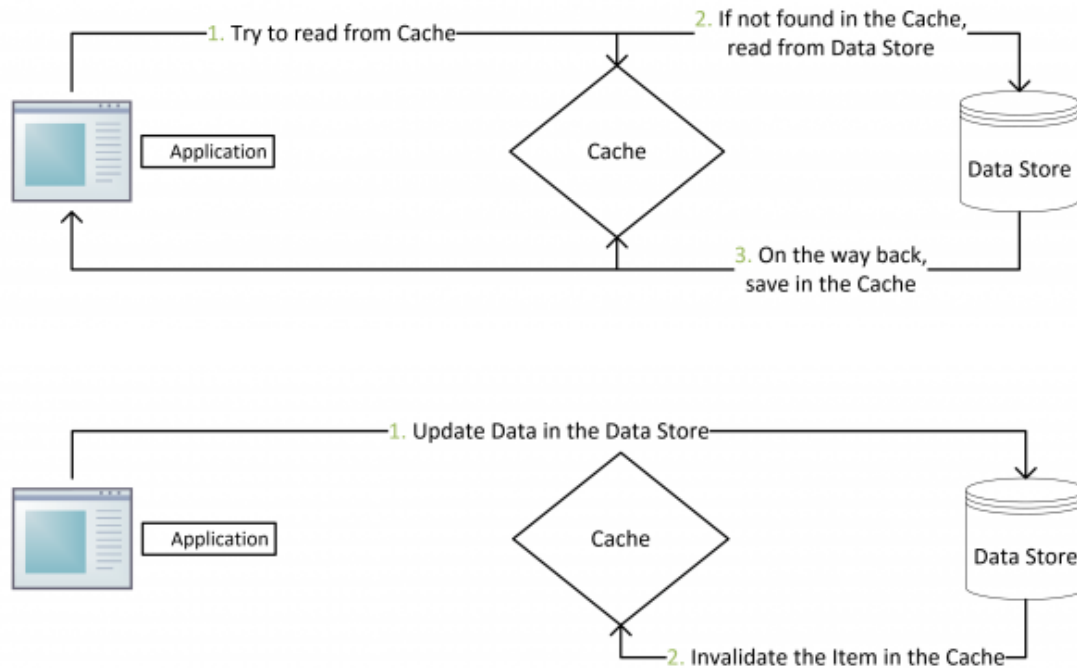 1. Try to read from Cache
2. If not found in the Cache,
read from Data Store
Application
Cache
Data Store
3. On the way back,
save in the Cache
1. Update Data in the Data Store
Application
Cache
Data Store
2. Invalidate the Item in the Cache